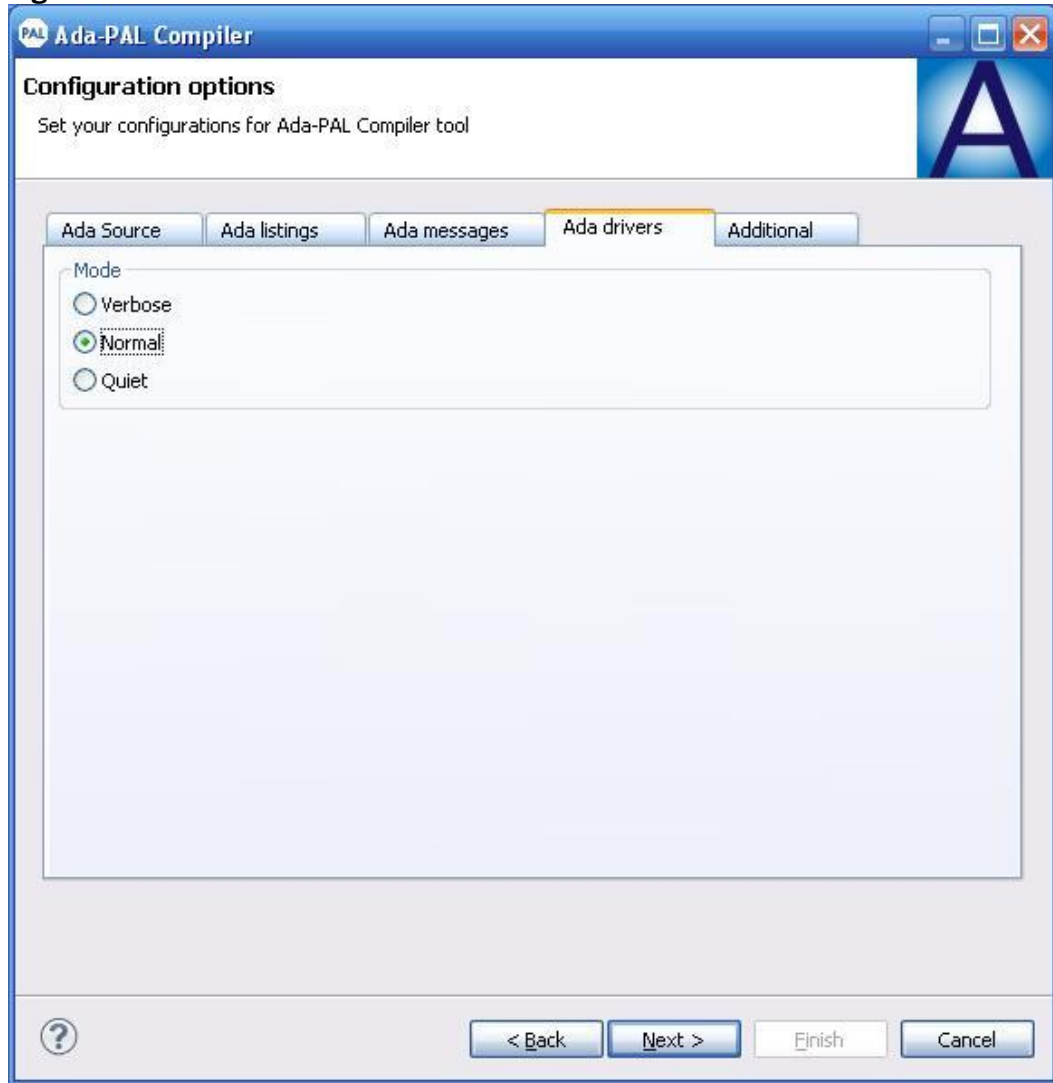 PAL Ada-PAL Compiler
Configuration options
Set your configurations for Ada-PAL Compiler tool
A
Ada Source Ada listings Ada messages Ada drivers Additional
Mode
Verbose
Normal
Quiet
? < Back Next > Finish Cancel